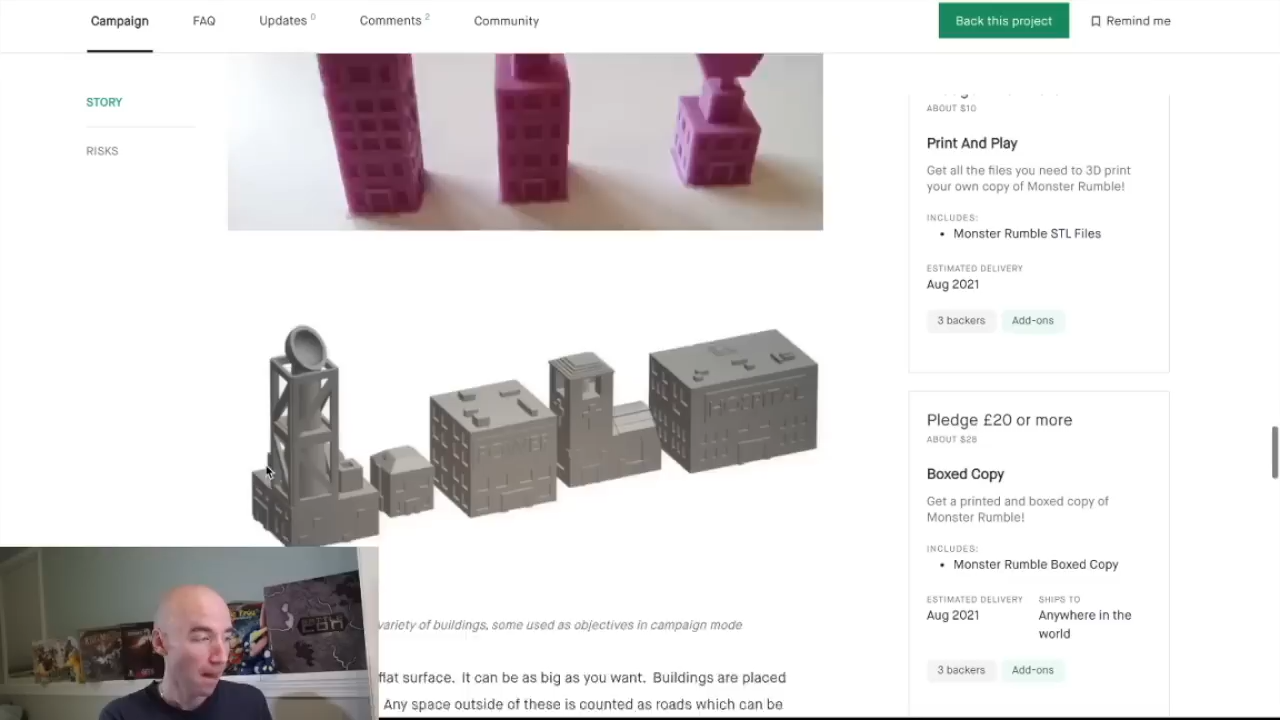 Campaign
FAQ
Updates 0
Comments 2
Community
Back this project
Remind me
STORY
RISKS
ABOUT $10
Print And Play
Get all the files you need to 3D print
your own copy of Monster Rumble!
INCLUDES:
• Monster Rumble STL Files
ESTIMATED DELIVERY
Aug 2021
3 backers
Add-ons
HOSPITAL
Pledge £20 or more
ABOUT $28
Boxed Copy
Get a printed and boxed copy of
Monster Rumble!
INCLUDES:
• Monster Rumble Boxed Copy
ESTIMATED DELIVERY
Aug 2021
SHIPS TO
Anywhere in the
world
3 backers
Add-ons
variety of buildings, some used as objectives in campaign mode
flat surface. It can be as big as you want. Buildings are placed
Any space outside of these is counted as roads which can be